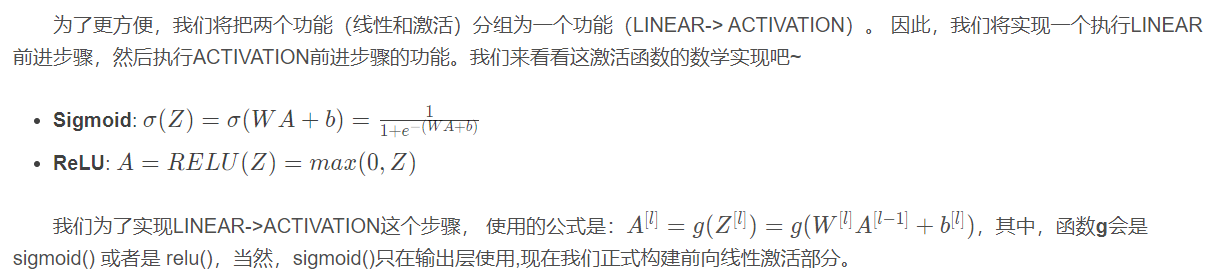 为了更方便，我们将把两个功能（线性和激活）分组为一个功能（LINEAR-> ACTIVATION）。 因此，我们将实现一个执行LINEAR
前进步骤，然后执行ACTIVATION前进步骤的功能。我们来看看这激活函数的数学实现吧~
• Sigmoid: $\sigma(Z) = \sigma(WA + b) = \frac{1}{1+e^{-(WA+b)}}$
• ReLU: $A = RELU(Z) = max(0, Z)$
我们为了实现LINEAR->ACTIVATION这个步骤， 使用的公式是：$A^{[l]} = g(Z^{[l]}) = g(W^{[l]}A^{[l-1]} + b^{[l]})$，其中，函数g会是
sigmoid() 或者是 relu()，当然，sigmoid()只在输出层使用,现在我们正式构建前向线性激活部分。